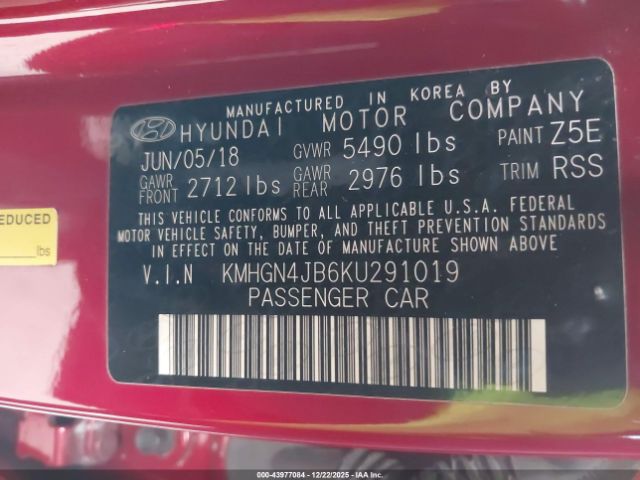 MANUFACTURED IN KOREA BY
HYUNDAI MOTOR COMPANY
JUN/05/18 GVWR 5490 lbs PAINT Z5E
GAWR FRONT 2712 lbs GAWR REAR 2976 lbs TRIM RSS
THIS VEHICLE CONFORMS TO ALL APPLICABLE U.S.A. FEDERAL
MOTOR VEHICLE SAFETY, BUMPER, AND THEFT PREVENTION STANDARDS
IN EFFECT ON THE DATE OF MANUFACTURE SHOWN ABOVE
V.I.N KMHGN4JB6KU291019
PASSENGER CAR
EDUCED
lbs
000-43977084 - 12/22/2025 - COPART.COM